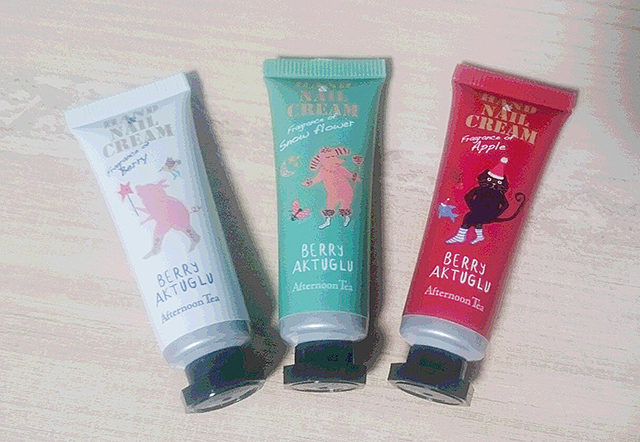 HAND
NAIL
CREAM
Fragrance of
Berry
BERRY
AKTUGLU
Afternoon Tea
HAND
&
NAIL
CREAM
Fragrance of
Snow flower
BERRY
AKTUGLU
Afternoon Tea
HAND
&
NAIL
CREAM
Fragrance of
Apple
BERRY
AKTUGLU
Afternoon Tea